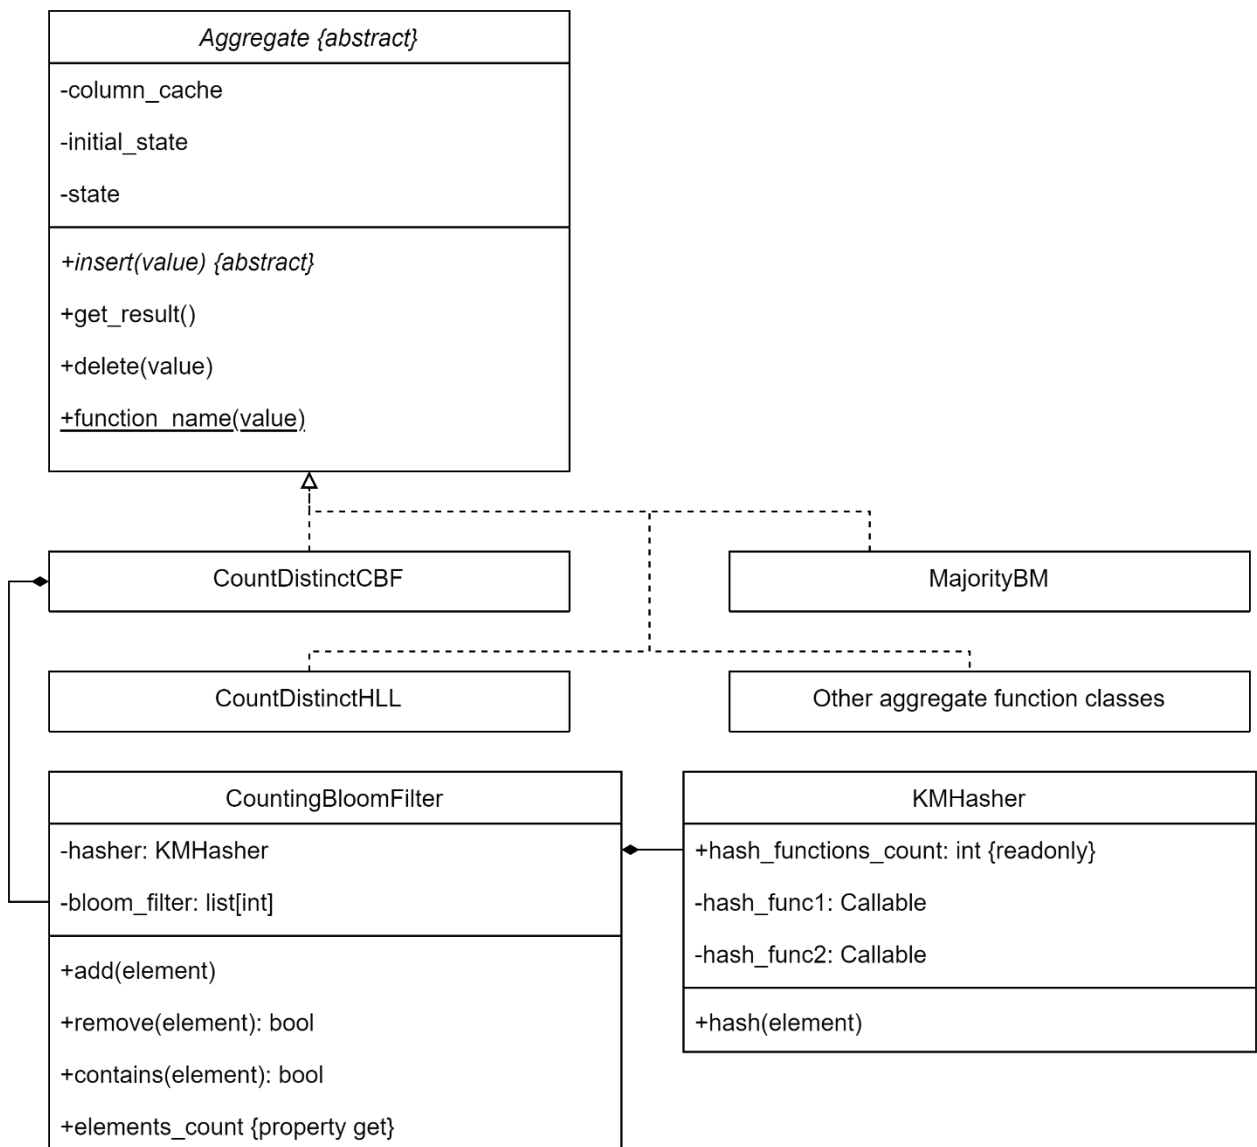 Aggregate {abstract}
-column_cache
-initial_state
-state
+insert(value) {abstract}
+get_result()
+delete(value)
+function_name(value)
CountDistinctCBF
MajorityBM
CountDistinctHLL
Other aggregate function classes
CountingBloomFilter
-hasher: KMHasher
-bloom_filter: list[int]
+add(element)
+remove(element): bool
+contains(element): bool
+elements_count {property get}
KMHasher
+hash_functions_count: int {readonly}
-hash_func1: Callable
-hash_func2: Callable
+hash(element)